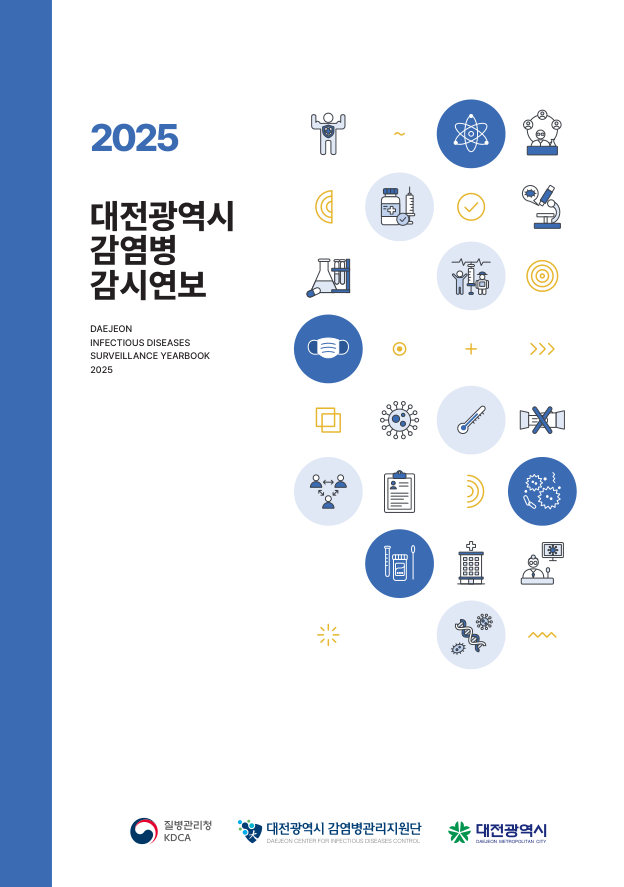 2025
대전광역시
감염병
감시연보
DAEJEON
INFECTIOUS DISEASES
SURVEILLANCE YEARBOOK
2025
질병관리청
KDCA
대전광역시 감염병관리지원단
DAEJEON CENTER FOR INFECTIOUS DISEASES CONTROL
대전광역시
DAEJEON METROPOLITAN CITY